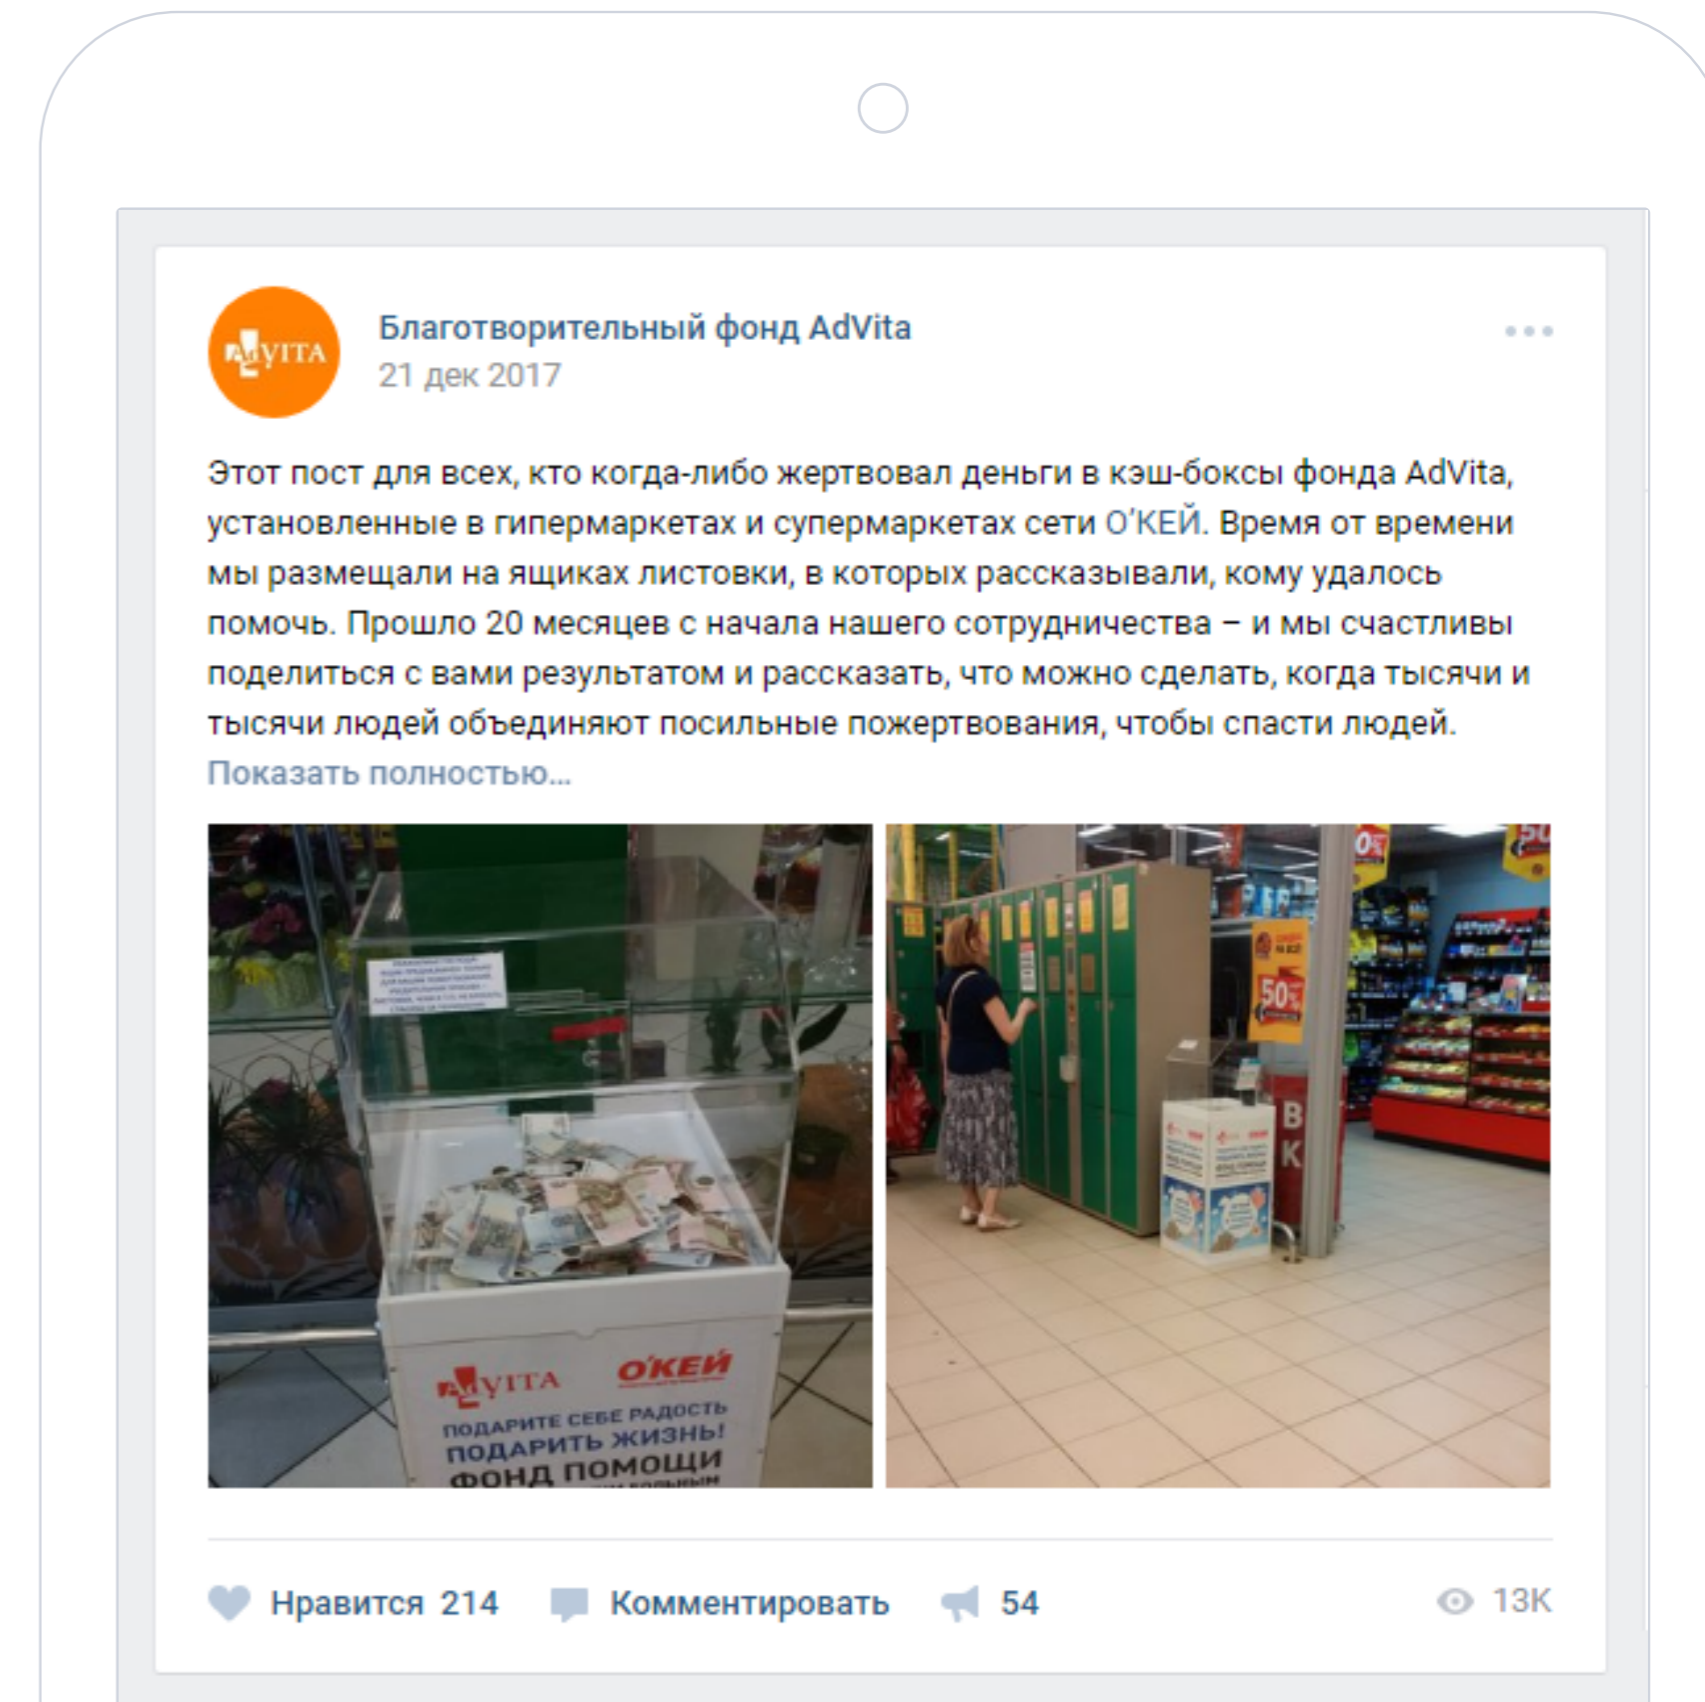 AdVITA
Благотворительный фонд AdVita
21 дек 2017
Этот пост для всех, кто когда-либо жертвовал деньги в кэш-боксы фонда AdVita,
установленные в гипермаркетах и супермаркетах сети О’КЕЙ. Время от времени
мы размещали на ящиках листовки, в которых рассказывали, кому удалось
помочь. Прошло 20 месяцев с начала нашего сотрудничества – и мы счастливы
поделиться с вами результатом и рассказать, что можно сделать, когда тысячи и
тысячи людей объединяют посильные пожертвования, чтобы спасти людей.
Показать полностью...
AdVITA О'КЕЙ
ПОДАРИТЕ СЕБЕ РАДОСТЬ
ПОДАРИТЬ ЖИЗНЬ!
ФОНД ПОМОЩИ
0%
50
50%
В
К
Нравится 214 Комментировать 54 13K